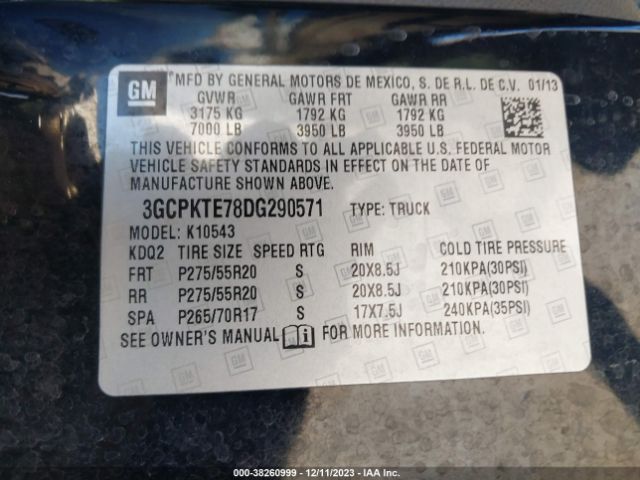 GM
®
MFD BY GENERAL MOTORS DE MEXICO, S. DE R.L. DE C.V. 01/13
GVWR GAWR FRT GAWR RR
3175 KG 1792 KG 1792 KG
7000 LB 3950 LB 3950 LB
THIS VEHICLE CONFORMS TO ALL APPLICABLE U.S. FEDERAL MOTOR
VEHICLE SAFETY STANDARDS IN EFFECT ON THE DATE OF
MANUFACTURE SHOWN ABOVE.
3GCPKTE78DG290571 TYPE: TRUCK
MODEL: K10543
KDQ2 TIRE SIZE SPEED RTG RIM COLD TIRE PRESSURE
FRT P275/55R20 S 20X8.5J 210KPA(30PSI)
RR P275/55R20 S 20X8.5J 210KPA(30PSI)
SPA P265/70R17 S 17X7.5J 240KPA(35PSI)
SEE OWNER'S MANUAL i FOR MORE INFORMATION.
000-38260999 - 12/11/2023 - IAA Inc.